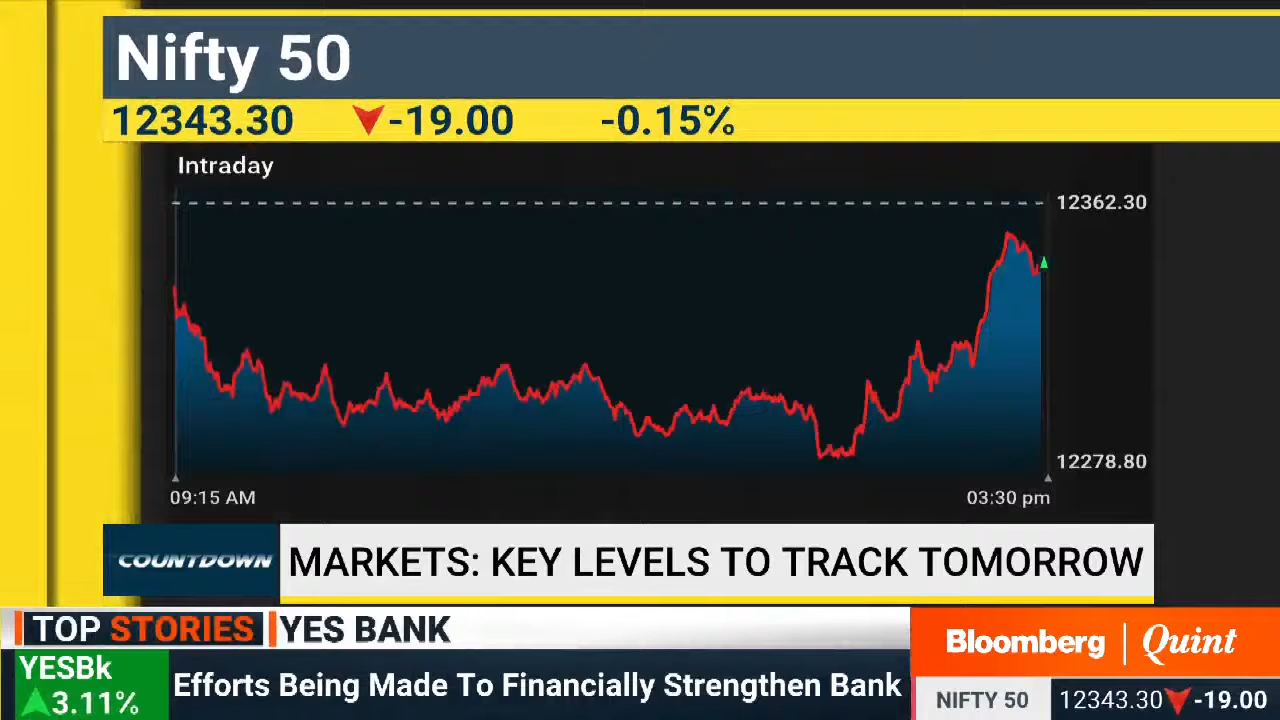 Nifty 50
12343.30 -19.00 -0.15%
Intraday
12362.30
12278.80
09:15 AM 03:30 pm
COUNTDOWN MARKETS: KEY LEVELS TO TRACK TOMORROW
TOP STORIES YES BANK
YESBk
3.11%
Efforts Being Made To Financially Strengthen Bank
Bloomberg | Quint
NIFTY 50 12343.30 -19.00